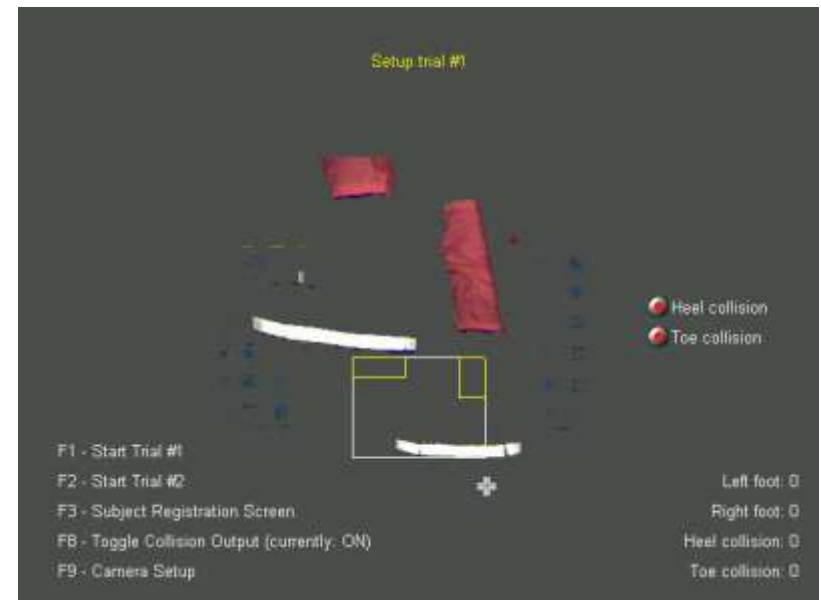 Setup trial #1
Heel collision
Toe collision
F1 - Start Trial #1
F2 - Start Trial #2
F3 - Subject Registration Screen
F8 - Toggle Collision Output (currently: ON)
F9 - Camera Setup
Left foot: 0
Right foot: 0
Heel collision: 0
Toe collision: 0